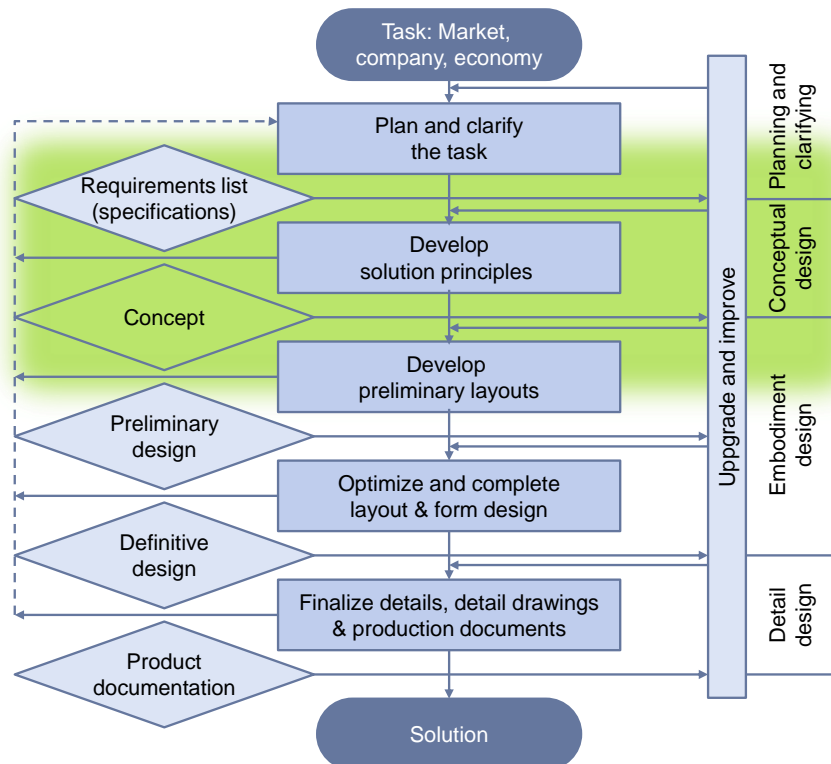 Task: Market,
company, economy
Plan and clarify
the task
Requirements list
(specifications)
Develop
solution principles
Concept
Develop
preliminary layouts
Preliminary
design
Optimize and complete
layout & form design
Definitive
design
Finalize details, detail drawings
& production documents
Product
documentation
Solution
Uppgrade and improve
Planning and
clarifying
Conceptual
design
Embodiment
design
Detail
design